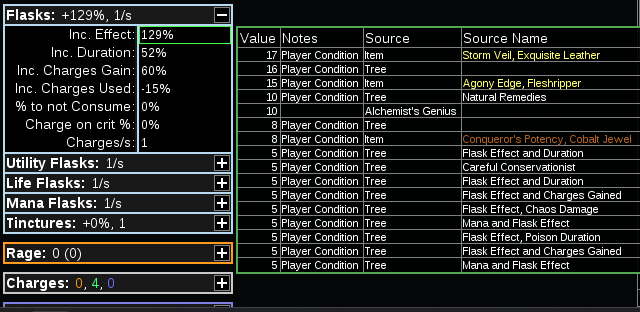 Flasks: +129%, 1/s
Inc. Effect: 129%
Inc. Duration: 52%
Inc. Charges Gain: 60%
Inc. Charges Used: -15%
% to not Consume: 0%
Charge on crit %: 0%
Charges/s: 1
Utility Flasks: 1/s
Life Flasks: 1/s
Mana Flasks: 1/s
Tinctures: +0%, 1
Rage: 0 (0)
Charges: 0, 4, 0
Value Notes Source Source Name
17 Player Condition Item Storm Veil, Exquisite Leather
16 Player Condition Tree
15 Player Condition Item Agony Edge, Fleshripper
10 Player Condition Tree Natural Remedies
10 Alchemist's Genius
8 Player Condition Tree
8 Player Condition Item Conqueror's Potency, Cobalt Jewel
5 Player Condition Tree Flask Effect and Duration
5 Player Condition Tree Careful Conservationist
5 Player Condition Tree Flask Effect and Duration
5 Player Condition Tree Flask Effect and Charges Gained
5 Player Condition Tree Flask Effect, Chaos Damage
5 Player Condition Tree Mana and Flask Effect
5 Player Condition Tree Flask Effect, Poison Duration
5 Player Condition Tree Flask Effect and Charges Gained
5 Player Condition Tree Mana and Flask Effect